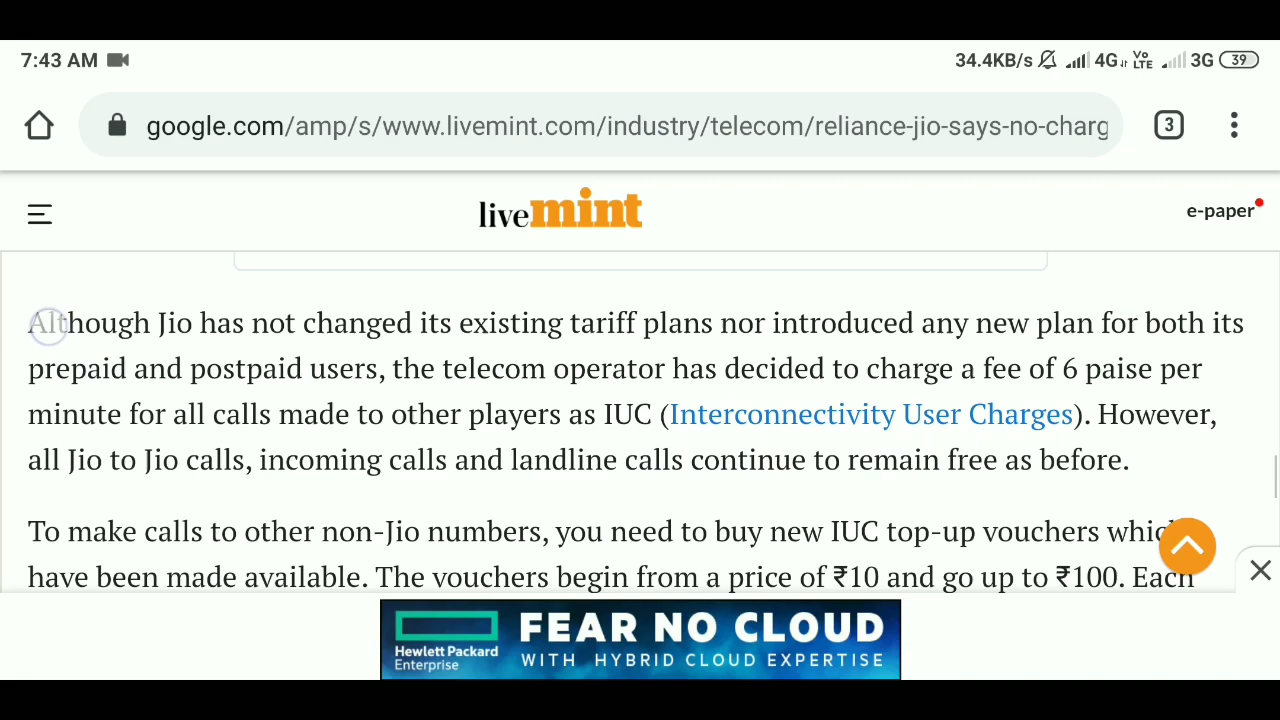 7:43 AM 34.4KB/s 4G Vo LTE 3G 39
google.com/amp/s/www.livemint.com/industry/telecom/reliance-jio-says-no-charg 3
livemint e-paper
Although Jio has not changed its existing tariff plans nor introduced any new plan for both its
prepaid and postpaid users, the telecom operator has decided to charge a fee of 6 paise per
minute for all calls made to other players as IUC (Interconnectivity User Charges). However,
all Jio to Jio calls, incoming calls and landline calls continue to remain free as before.
To make calls to other non-Jio numbers, you need to buy new IUC top-up vouchers which
have been made available. The vouchers begin from a price of ₹10 and go up to ₹100. Each
Hewlett Packard
Enterprise
FEAR NO CLOUD
WITH HYBRID CLOUD EXPERTISE